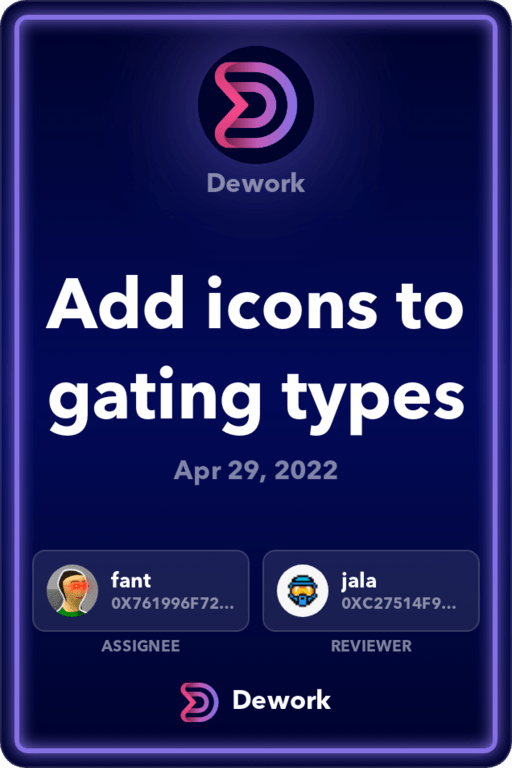 Dework
Add icons to
gating types
Apr 29, 2022
fant
0X761996F72...
ASSIGNEE
jala
0XC27514F9...
REVIEWER
Dework